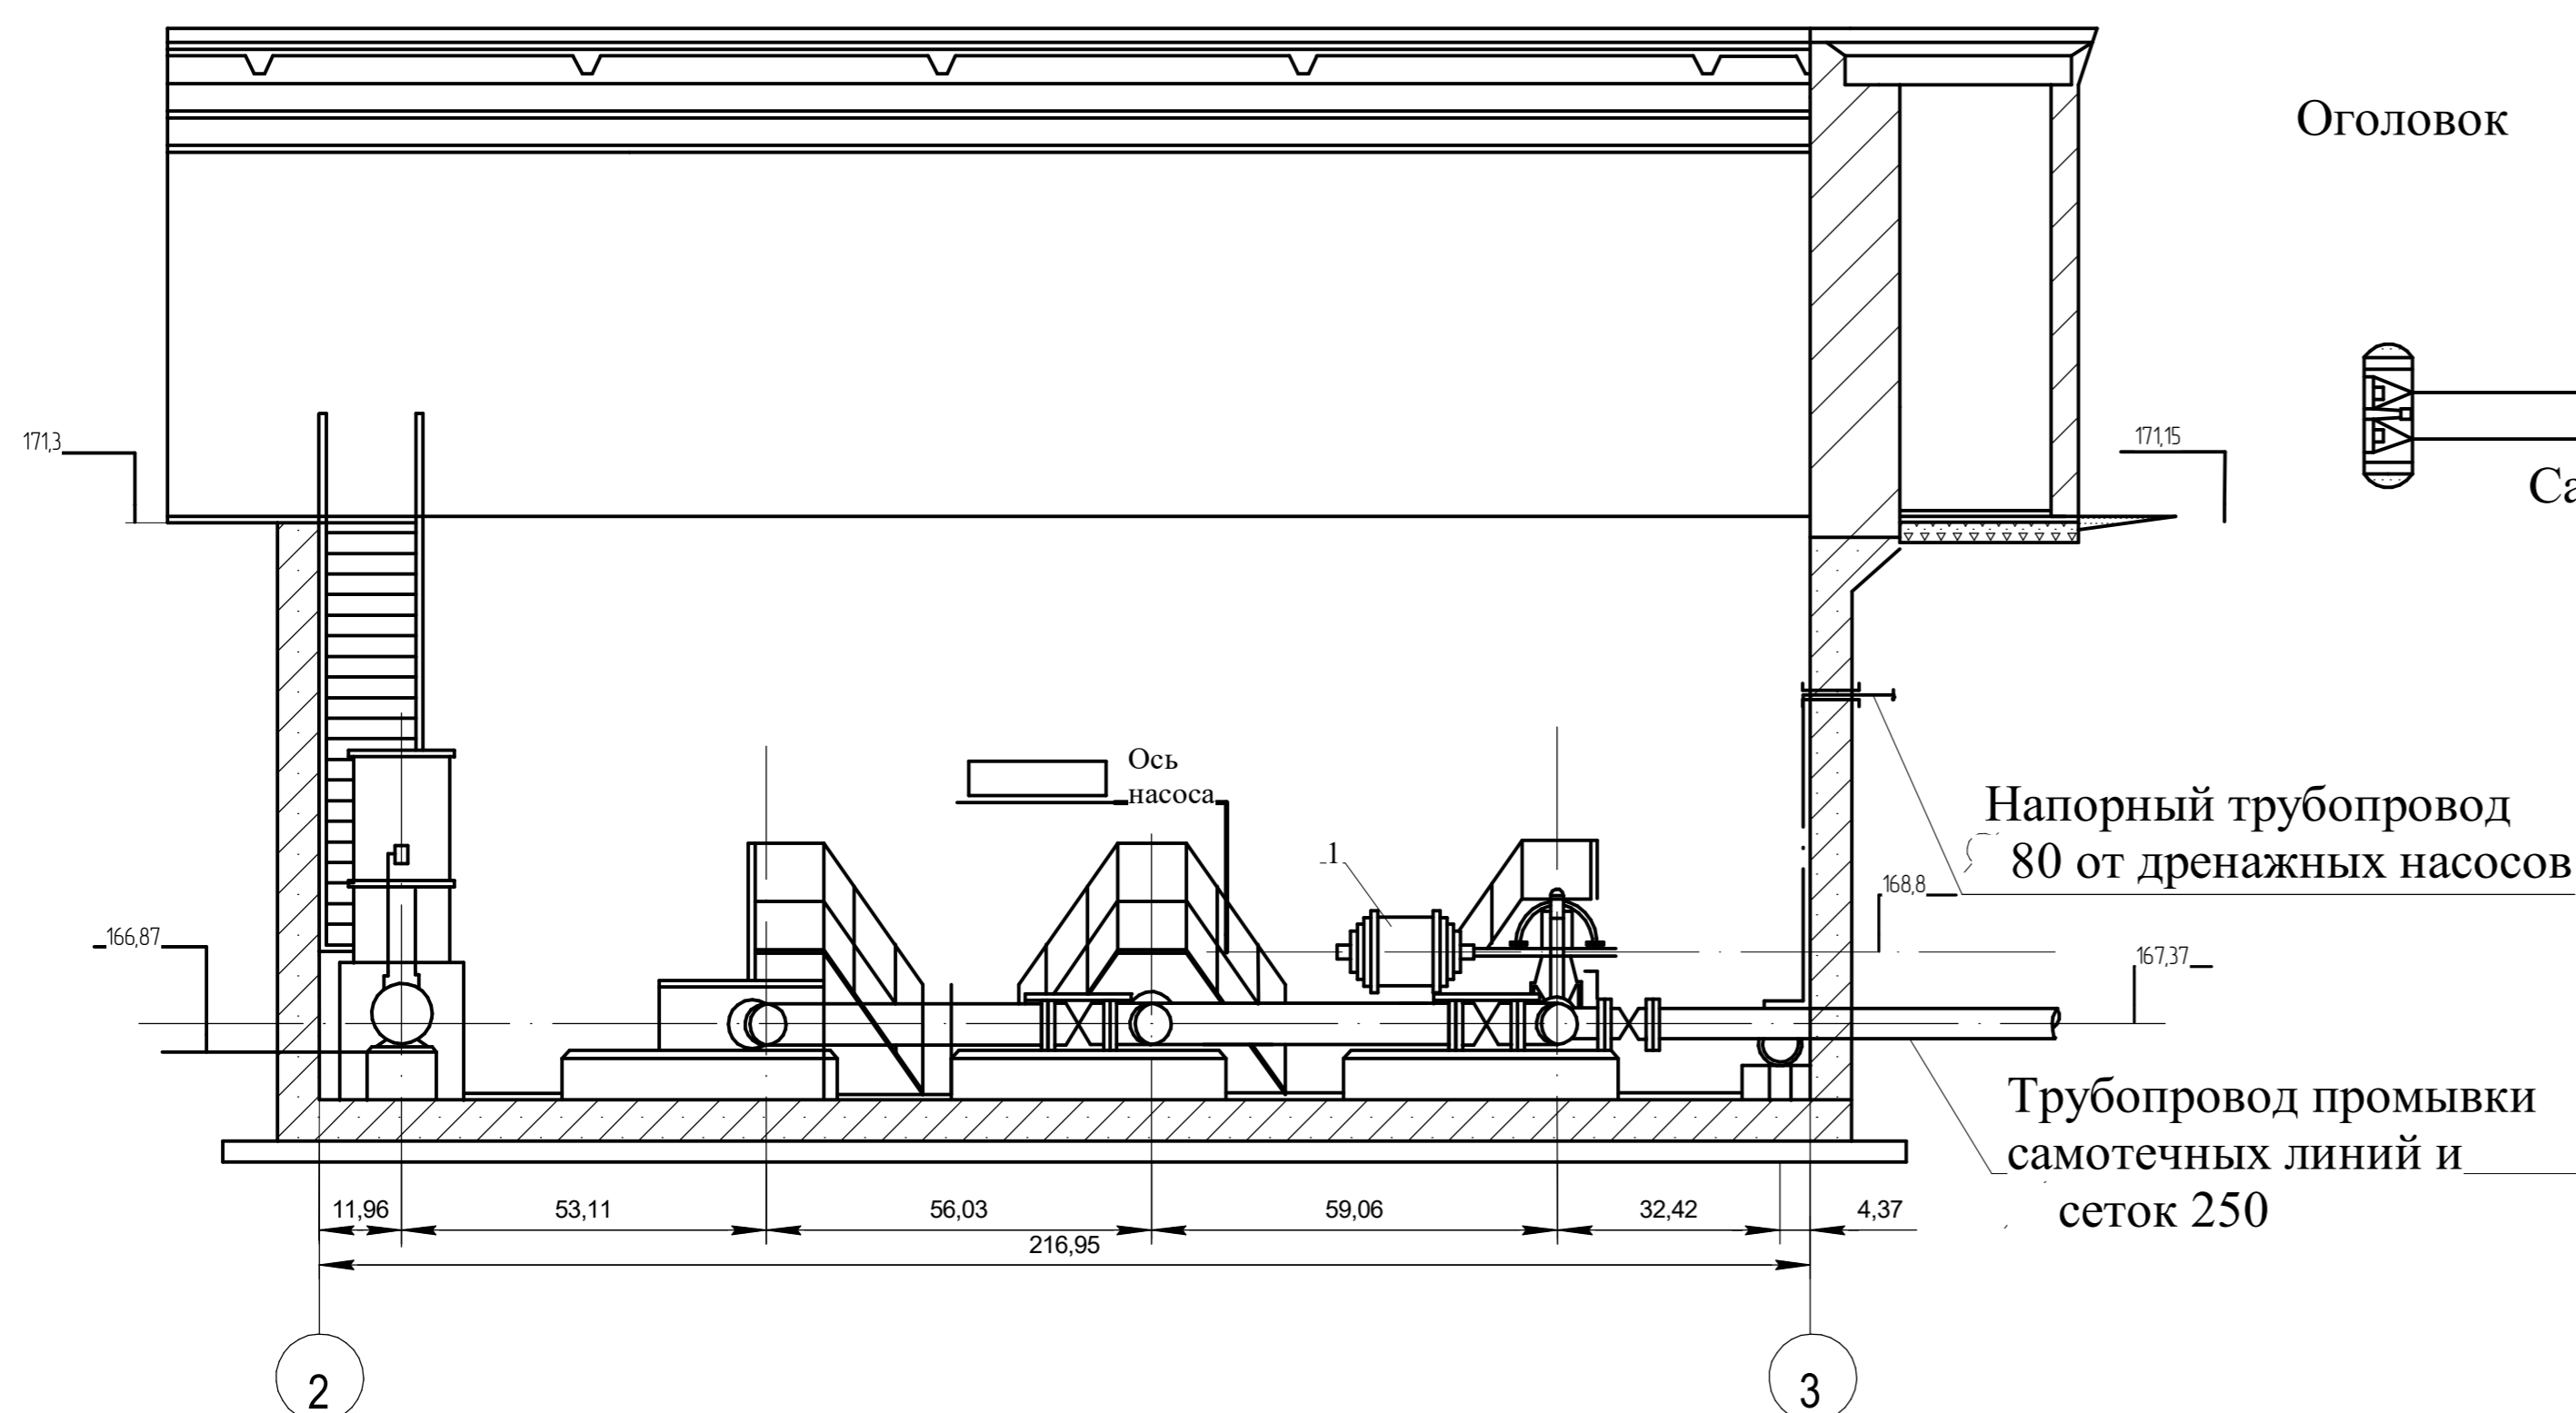 Оголовок
171,3
171,15
Са
Ось
насоса
1
Напорный трубопровод
80 от дренажных насосов
168,8
166,87
167,37
Трубопровод промывки
самотечных линий и
сеток 250
11,96
53,11
56,03
59,06
32,42
4,37
216,95
2
3